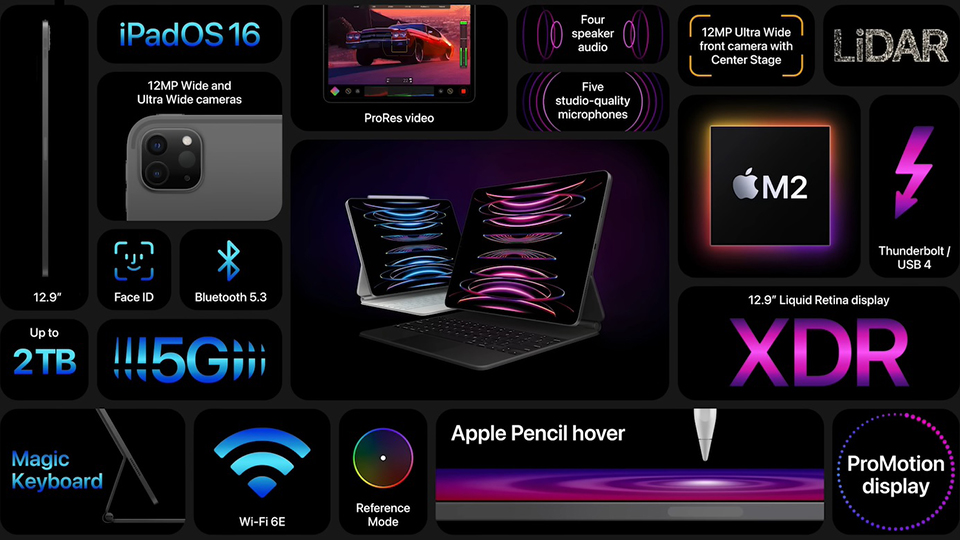 iPadOS 16
12MP Wide and
Ultra Wide cameras
ProRes video
Four
speaker
audio
Five
studio-quality
microphones
12MP Ultra Wide
front camera with
Center Stage
LiDAR
M2
Thunderbolt /
USB 4
12.9″
Face ID
Bluetooth 5.3
Up to
2TB
5G
12.9″ Liquid Retina display
XDR
Magic
Keyboard
Wi-Fi 6E
Reference
Mode
Apple Pencil hover
ProMotion
display